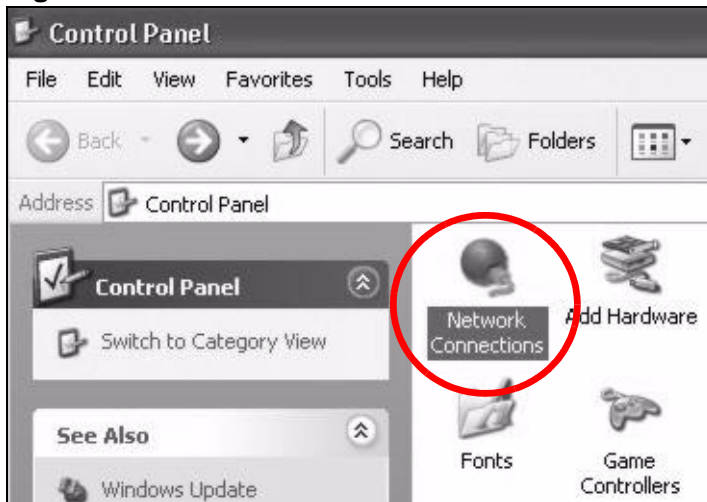 Control Panel
File Edit View Favorites Tools Help
Back Search Folders
Address Control Panel
Control Panel
Switch to Category View
See Also
Windows Update
Network
Connections
Add Hardware
Fonts
Game
Controllers